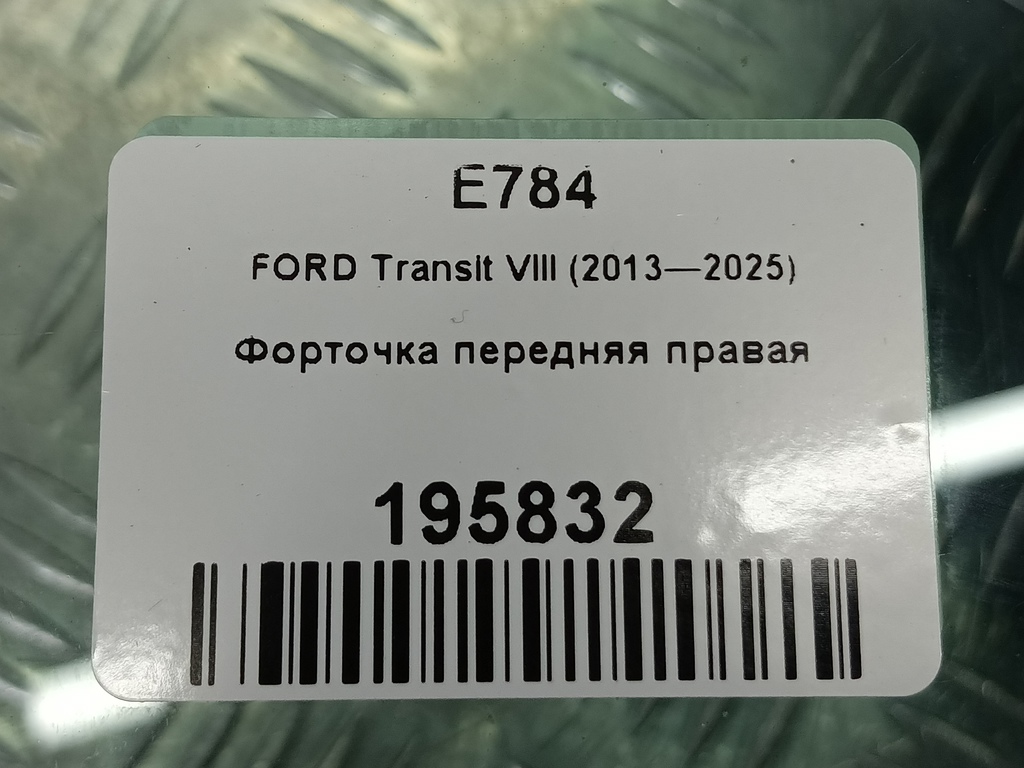 E784
FORD Transit VIII (2013—2025)
Форточка передняя правая
195832